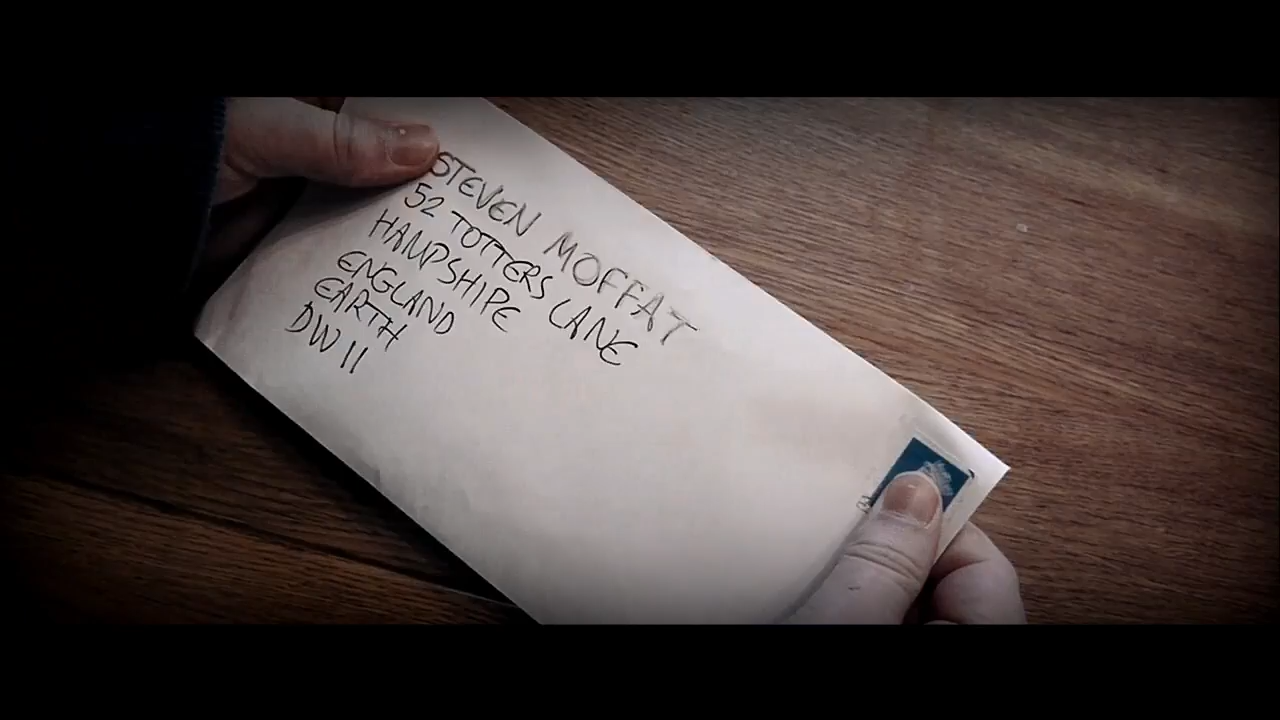 STEVEN MOFFAT
52 TOTTERS LANE
HAMPSHIRE
ENGLAND
EARTH
DW11